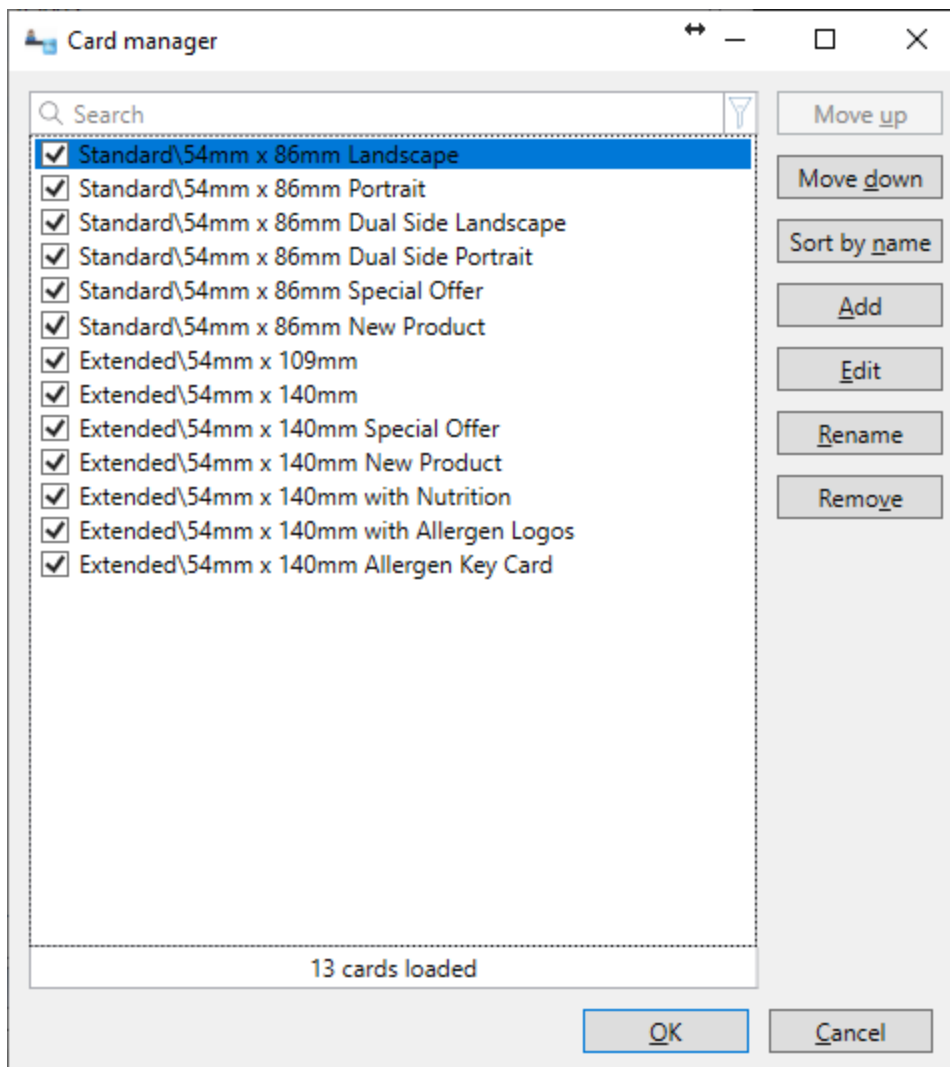 Card manager
Search
Standard\54mm x 86mm Landscape
Standard\54mm x 86mm Portrait
Standard\54mm x 86mm Dual Side Landscape
Standard\54mm x 86mm Dual Side Portrait
Standard\54mm x 86mm Special Offer
Standard\54mm x 86mm New Product
Extended\54mm x 109mm
Extended\54mm x 140mm
Extended\54mm x 140mm Special Offer
Extended\54mm x 140mm New Product
Extended\54mm x 140mm with Nutrition
Extended\54mm x 140mm with Allergen Logos
Extended\54mm x 140mm Allergen Key Card
13 cards loaded
Move up
Move down
Sort by name
Add
Edit
Rename
Remove
OK
Cancel